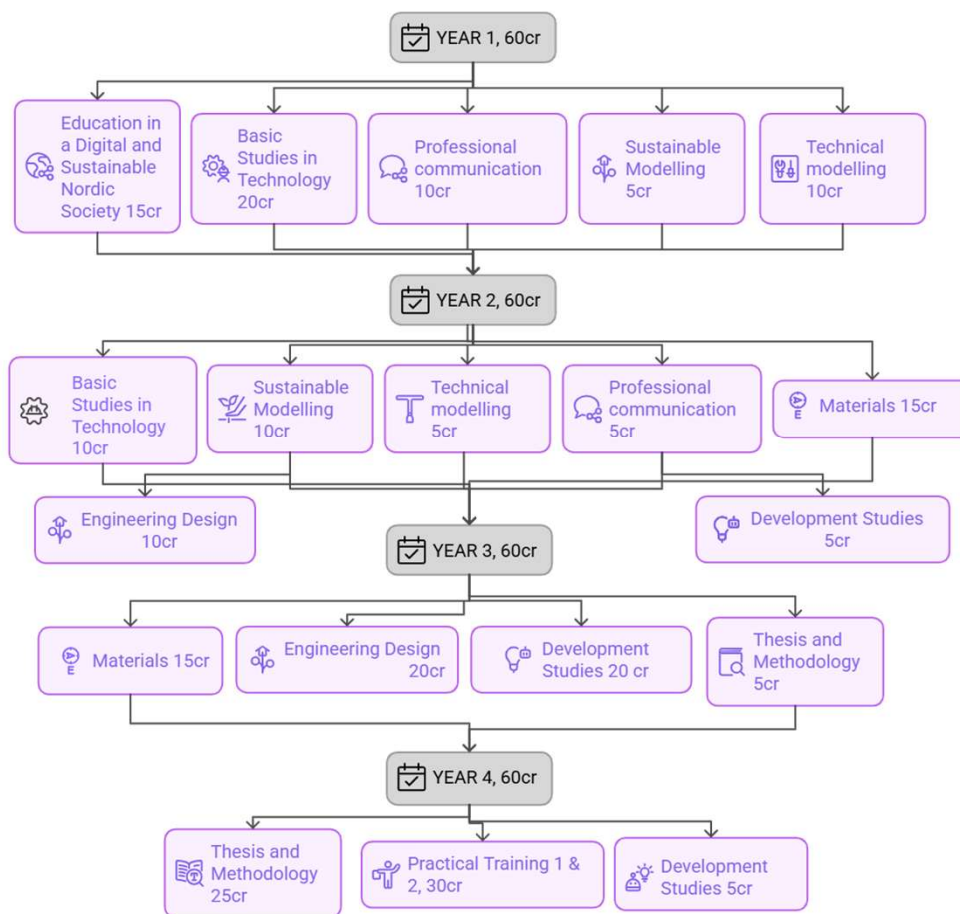 YEAR 1, 60cr
Education in
a Digital and
Sustainable
Nordic
Society 15cr
Basic
Studies in
Technology
20cr
Professional
communication
10cr
Sustainable
Modelling
5cr
Technical
modelling
10cr
YEAR 2, 60cr
Basic
Studies in
Technology
10cr
Sustainable
Modelling
10cr
Technical
modelling
5cr
Professional
communication
5cr
Materials 15cr
Engineering Design
10cr
Development Studies
5cr
YEAR 3, 60cr
Materials 15cr
Engineering Design
20cr
Development
Studies 20 cr
Thesis and
Methodology
5cr
YEAR 4, 60cr
Thesis and
Methodology
25cr
Practical Training 1 &
2, 30cr
Development
Studies 5cr